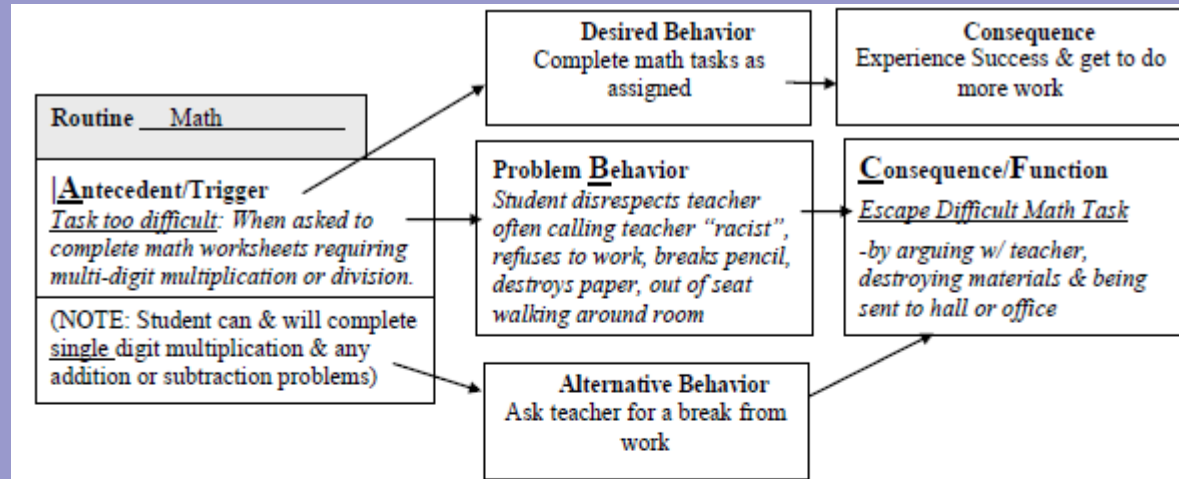 Routine ___Math____________
|Antecedent/Trigger
Task too difficult: When asked to
complete math worksheets requiring
multi-digit multiplication or division.
(NOTE: Student can & will complete
single digit multiplication & any
addition or subtraction problems)
Desired Behavior
Complete math tasks as
assigned
Consequence
Experience Success & get to do
more work
Problem Behavior
Student disrespects teacher
often calling teacher “racist”,
refuses to work, breaks pencil,
destroys paper, out of seat
walking around room
Consequence/Function
Escape Difficult Math Task
-by arguing w/ teacher,
destroying materials & being
sent to hall or office
Alternative Behavior
Ask teacher for a break from
work